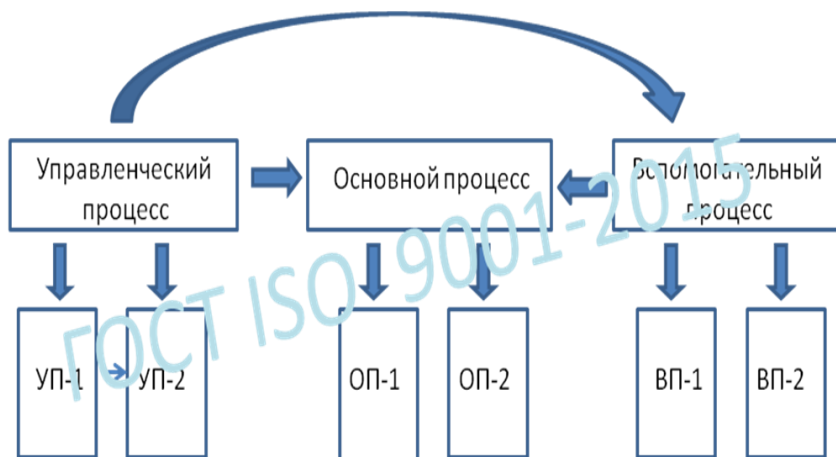 Управленческий
процесс
Основной процесс
Вспомогательный
процесс
ГОСТ ISO 9001-2015
УП-1
УП-2
ОП-1
ОП-2
ВП-1
ВП-2